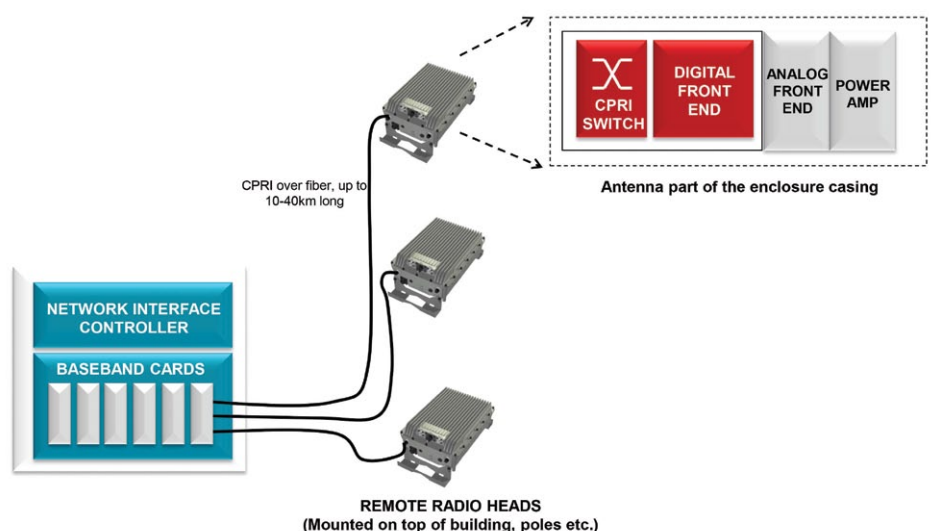 CPRI
SWITCH
DIGITAL
FRONT
END
ANALOG
FRONT
END
POWER
AMP
Antenna part of the enclosure casing
CPRI over fiber, up to
10-40km long
NETWORK INTERFACE
CONTROLLER
BASEBAND CARDS
REMOTE RADIO HEADS
(Mounted on top of building, poles etc.)